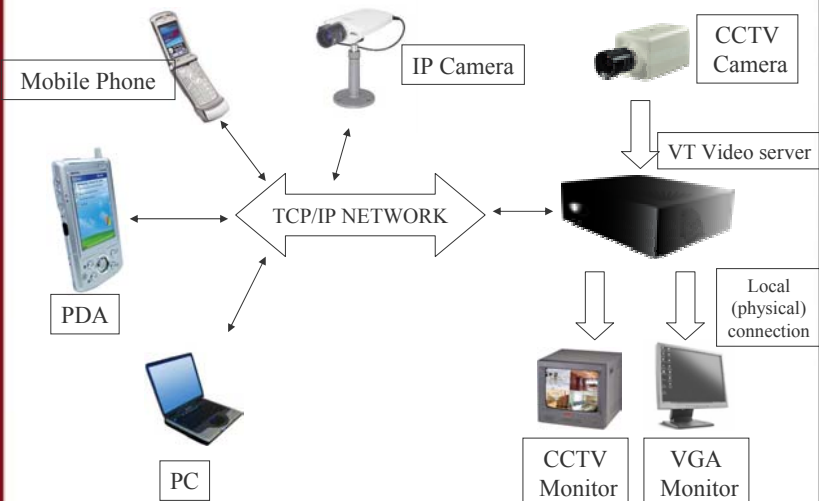 CCTV
Camera
IP Camera
Mobile Phone
VT Video server
TCP/IP NETWORK
Local
(physical)
connection
PDA
CCTV
Monitor
VGA
Monitor
PC